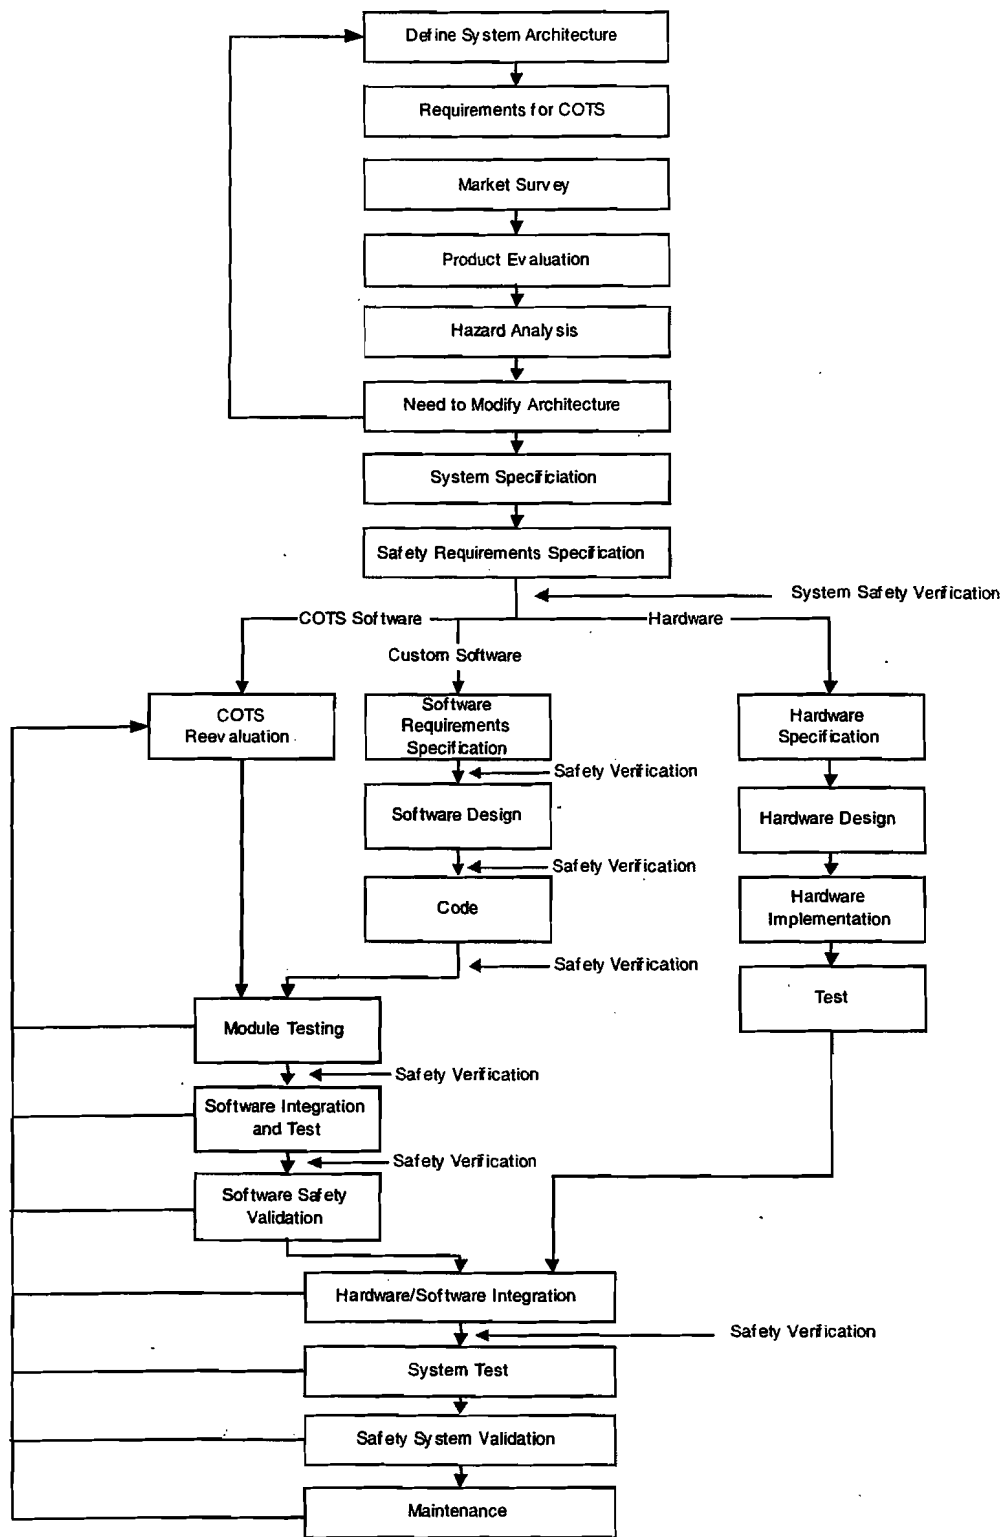 Define System Architecture
Requirements for COTS
Market Survey
Product Evaluation
Hazard Analysis
Need to Modify Architecture
System Specificiation
Safety Requirements Specification
System Safety Verification
COTS Software
Hardware
Custom Software
COTS
Reevaluation
Software
Requirements
Specification
Hardware
Specification
Safety Verification
Software Design
Hardware Design
Safety Verification
Code
Hardware
Implementation
Safety Verification
Test
Module Testing
Safety Verification
Software Integration
and Test
Safety Verification
Software Safety
Validation
Hardware/Software Integration
Safety Verification
System Test
Safety System Validation
Maintenance